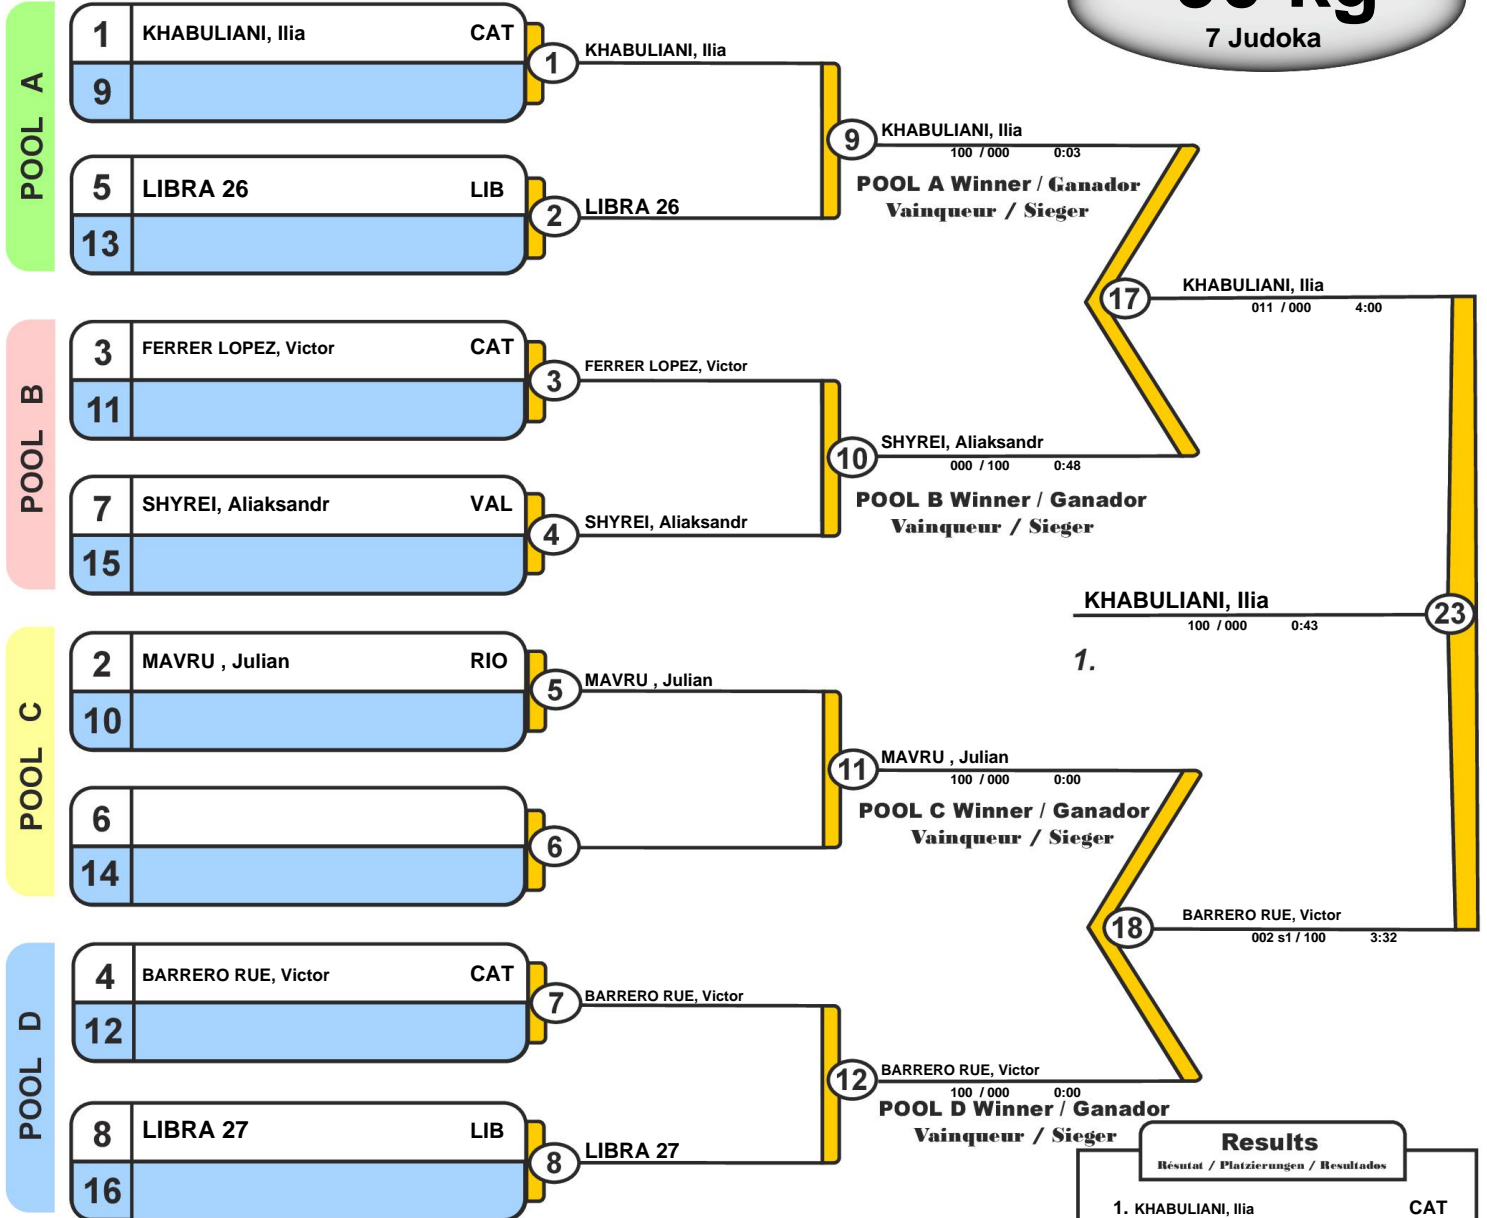 kg
7 Judoka
POOL A
1 KHABULIANI, Ilia CAT
9
5 LIBRA 26 LIB
13
1 KHABULIANI, Ilia
2 LIBRA 26
9 KHABULIANI, Ilia
100 / 000 0:03
POOL A Winner / Ganador
Vainqueur / Sieger
POOL B
3 FERRER LOPEZ, Victor CAT
11
7 SHYREI, Aliaksandr VAL
15
3 FERRER LOPEZ, Victor
4 SHYREI, Aliaksandr
10 SHYREI, Aliaksandr
000 / 100 0:48
POOL B Winner / Ganador
Vainqueur / Sieger
17 KHABULIANI, Ilia
011 / 000 4:00
KHABULIANI, Ilia 23
100 / 000 0:43
1.
POOL C
2 MAVRU , Julian RIO
10
6
14
5 MAVRU , Julian
6
11 MAVRU , Julian
100 / 000 0:00
POOL C Winner / Ganador
Vainqueur / Sieger
18 BARRERO RUE, Victor
002 s1 / 100 3:32
POOL D
4 BARRERO RUE, Victor CAT
12
8 LIBRA 27 LIB
16
7 BARRERO RUE, Victor
8 LIBRA 27
12 BARRERO RUE, Victor
100 / 000 0:00
POOL D Winner / Ganador
Vainqueur / Sieger
Results
Résutat / Platzierungen / Resultados
1. KHABULIANI, Ilia CAT